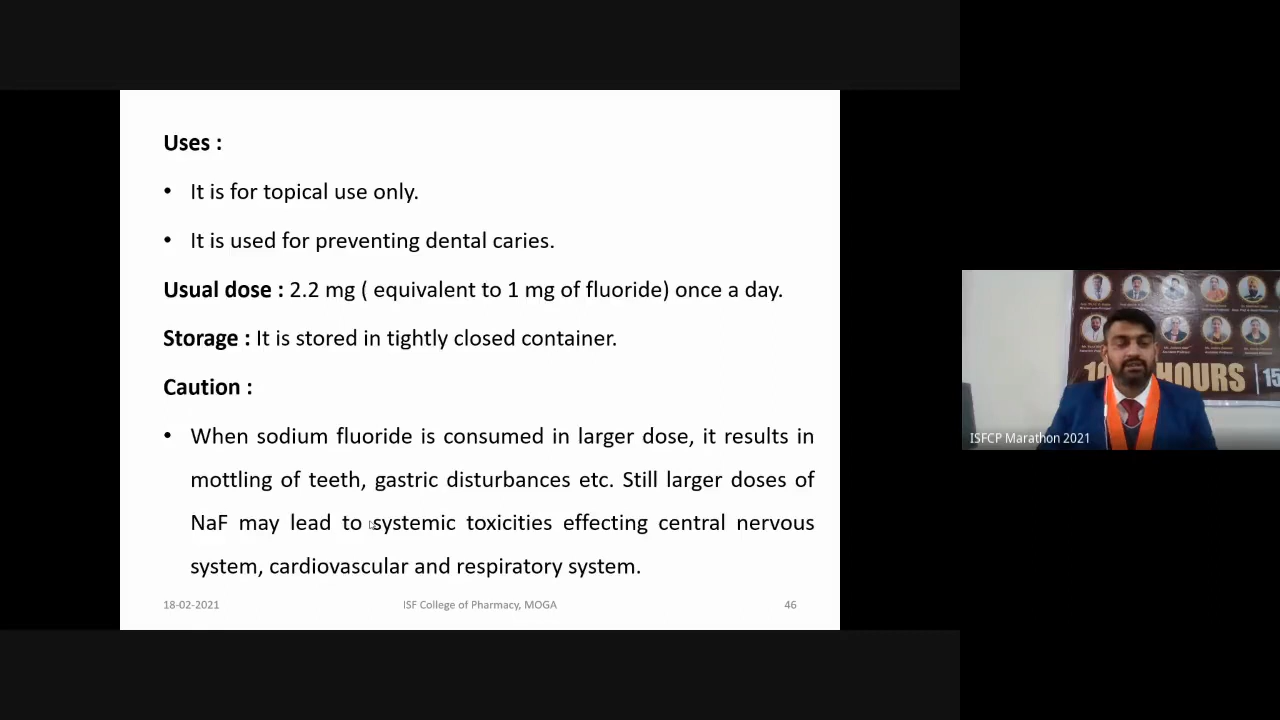 Uses :
• It is for topical use only.
• It is used for preventing dental caries.
Usual dose : 2.2 mg ( equivalent to 1 mg of fluoride) once a day.
Storage : It is stored in tightly closed container.
Caution :
• When sodium fluoride is consumed in larger dose, it results in
mottling of teeth, gastric disturbances etc. Still larger doses of
NaF may lead to systemic toxicities effecting central nervous
system, cardiovascular and respiratory system.
18-02-2021 ISF College of Pharmacy, MOGA 46
HOURS 15
ISFCP Marathon 2021